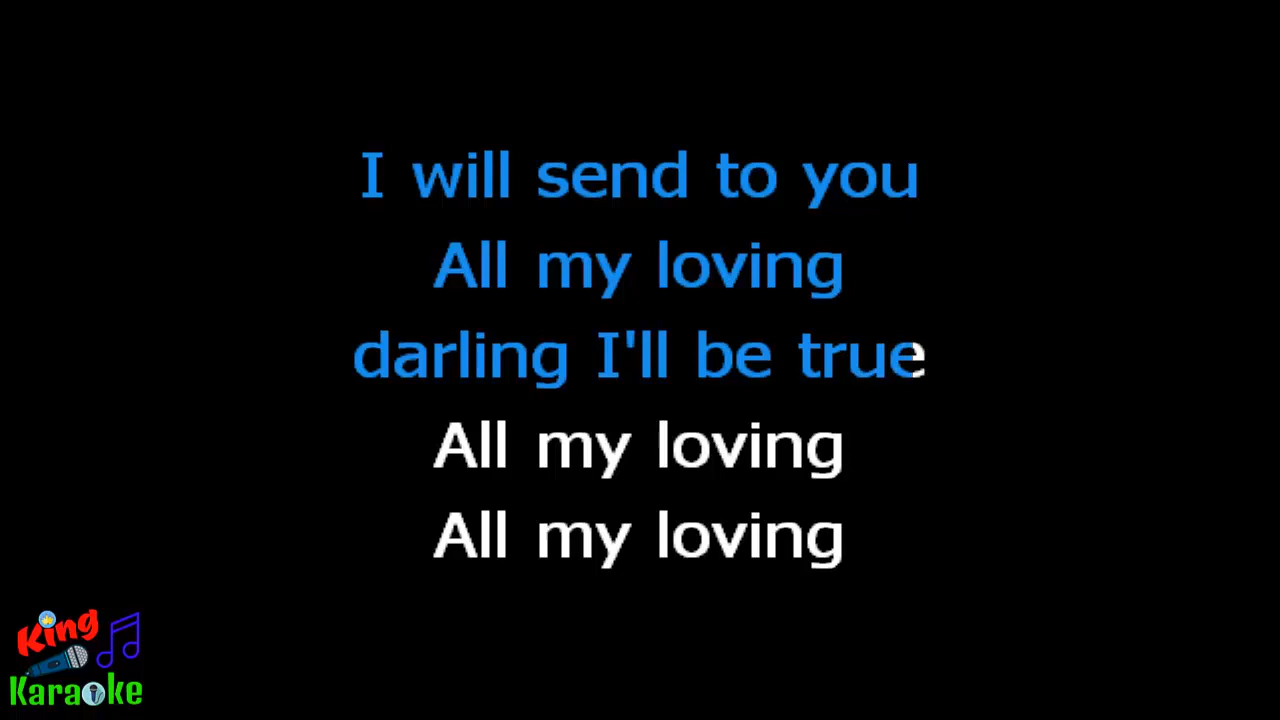 I will send to you
All my loving
darling I'll be true
All my loving
All my loving
King
Karaoke